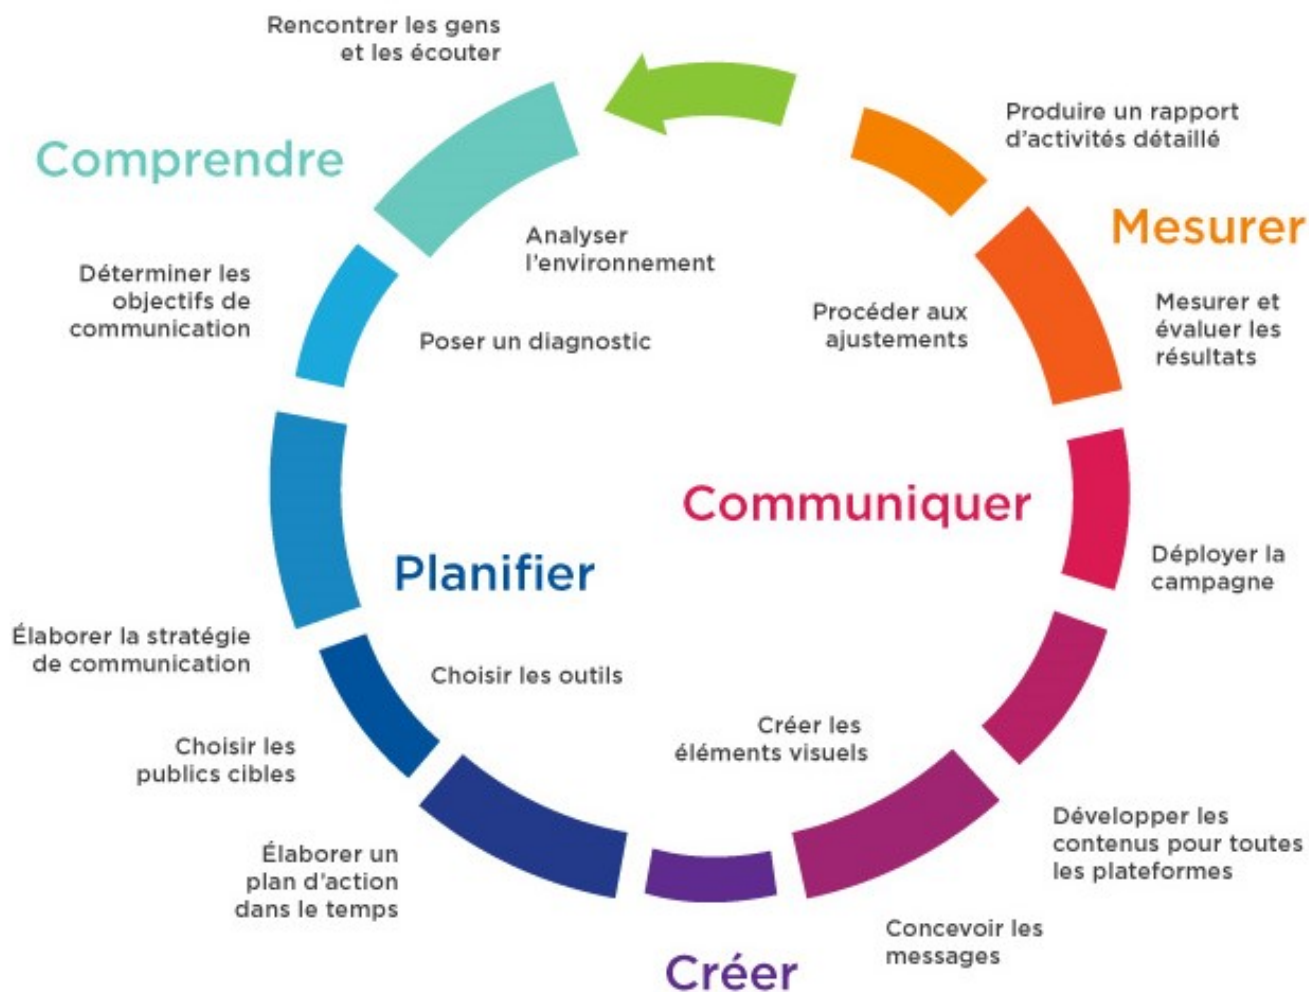 Rencontrer les gens
et les écouter
Comprendre
Analyser
l'environnement
Poser un diagnostic
Déterminer les
objectifs de
communication
Planifier
Élaborer la stratégie
de communication
Choisir les outils
Choisir les
publics cibles
Élaborer un
plan d'action
dans le temps
Créer
Concevoir les
messages
Créer les
éléments visuels
Développer les
contenus pour toutes
les plateformes
Communiquer
Déployer la
campagne
Mesurer
Mesurer et
évaluer les
résultats
Procéder aux
ajustements
Produire un rapport
d'activités détaillé